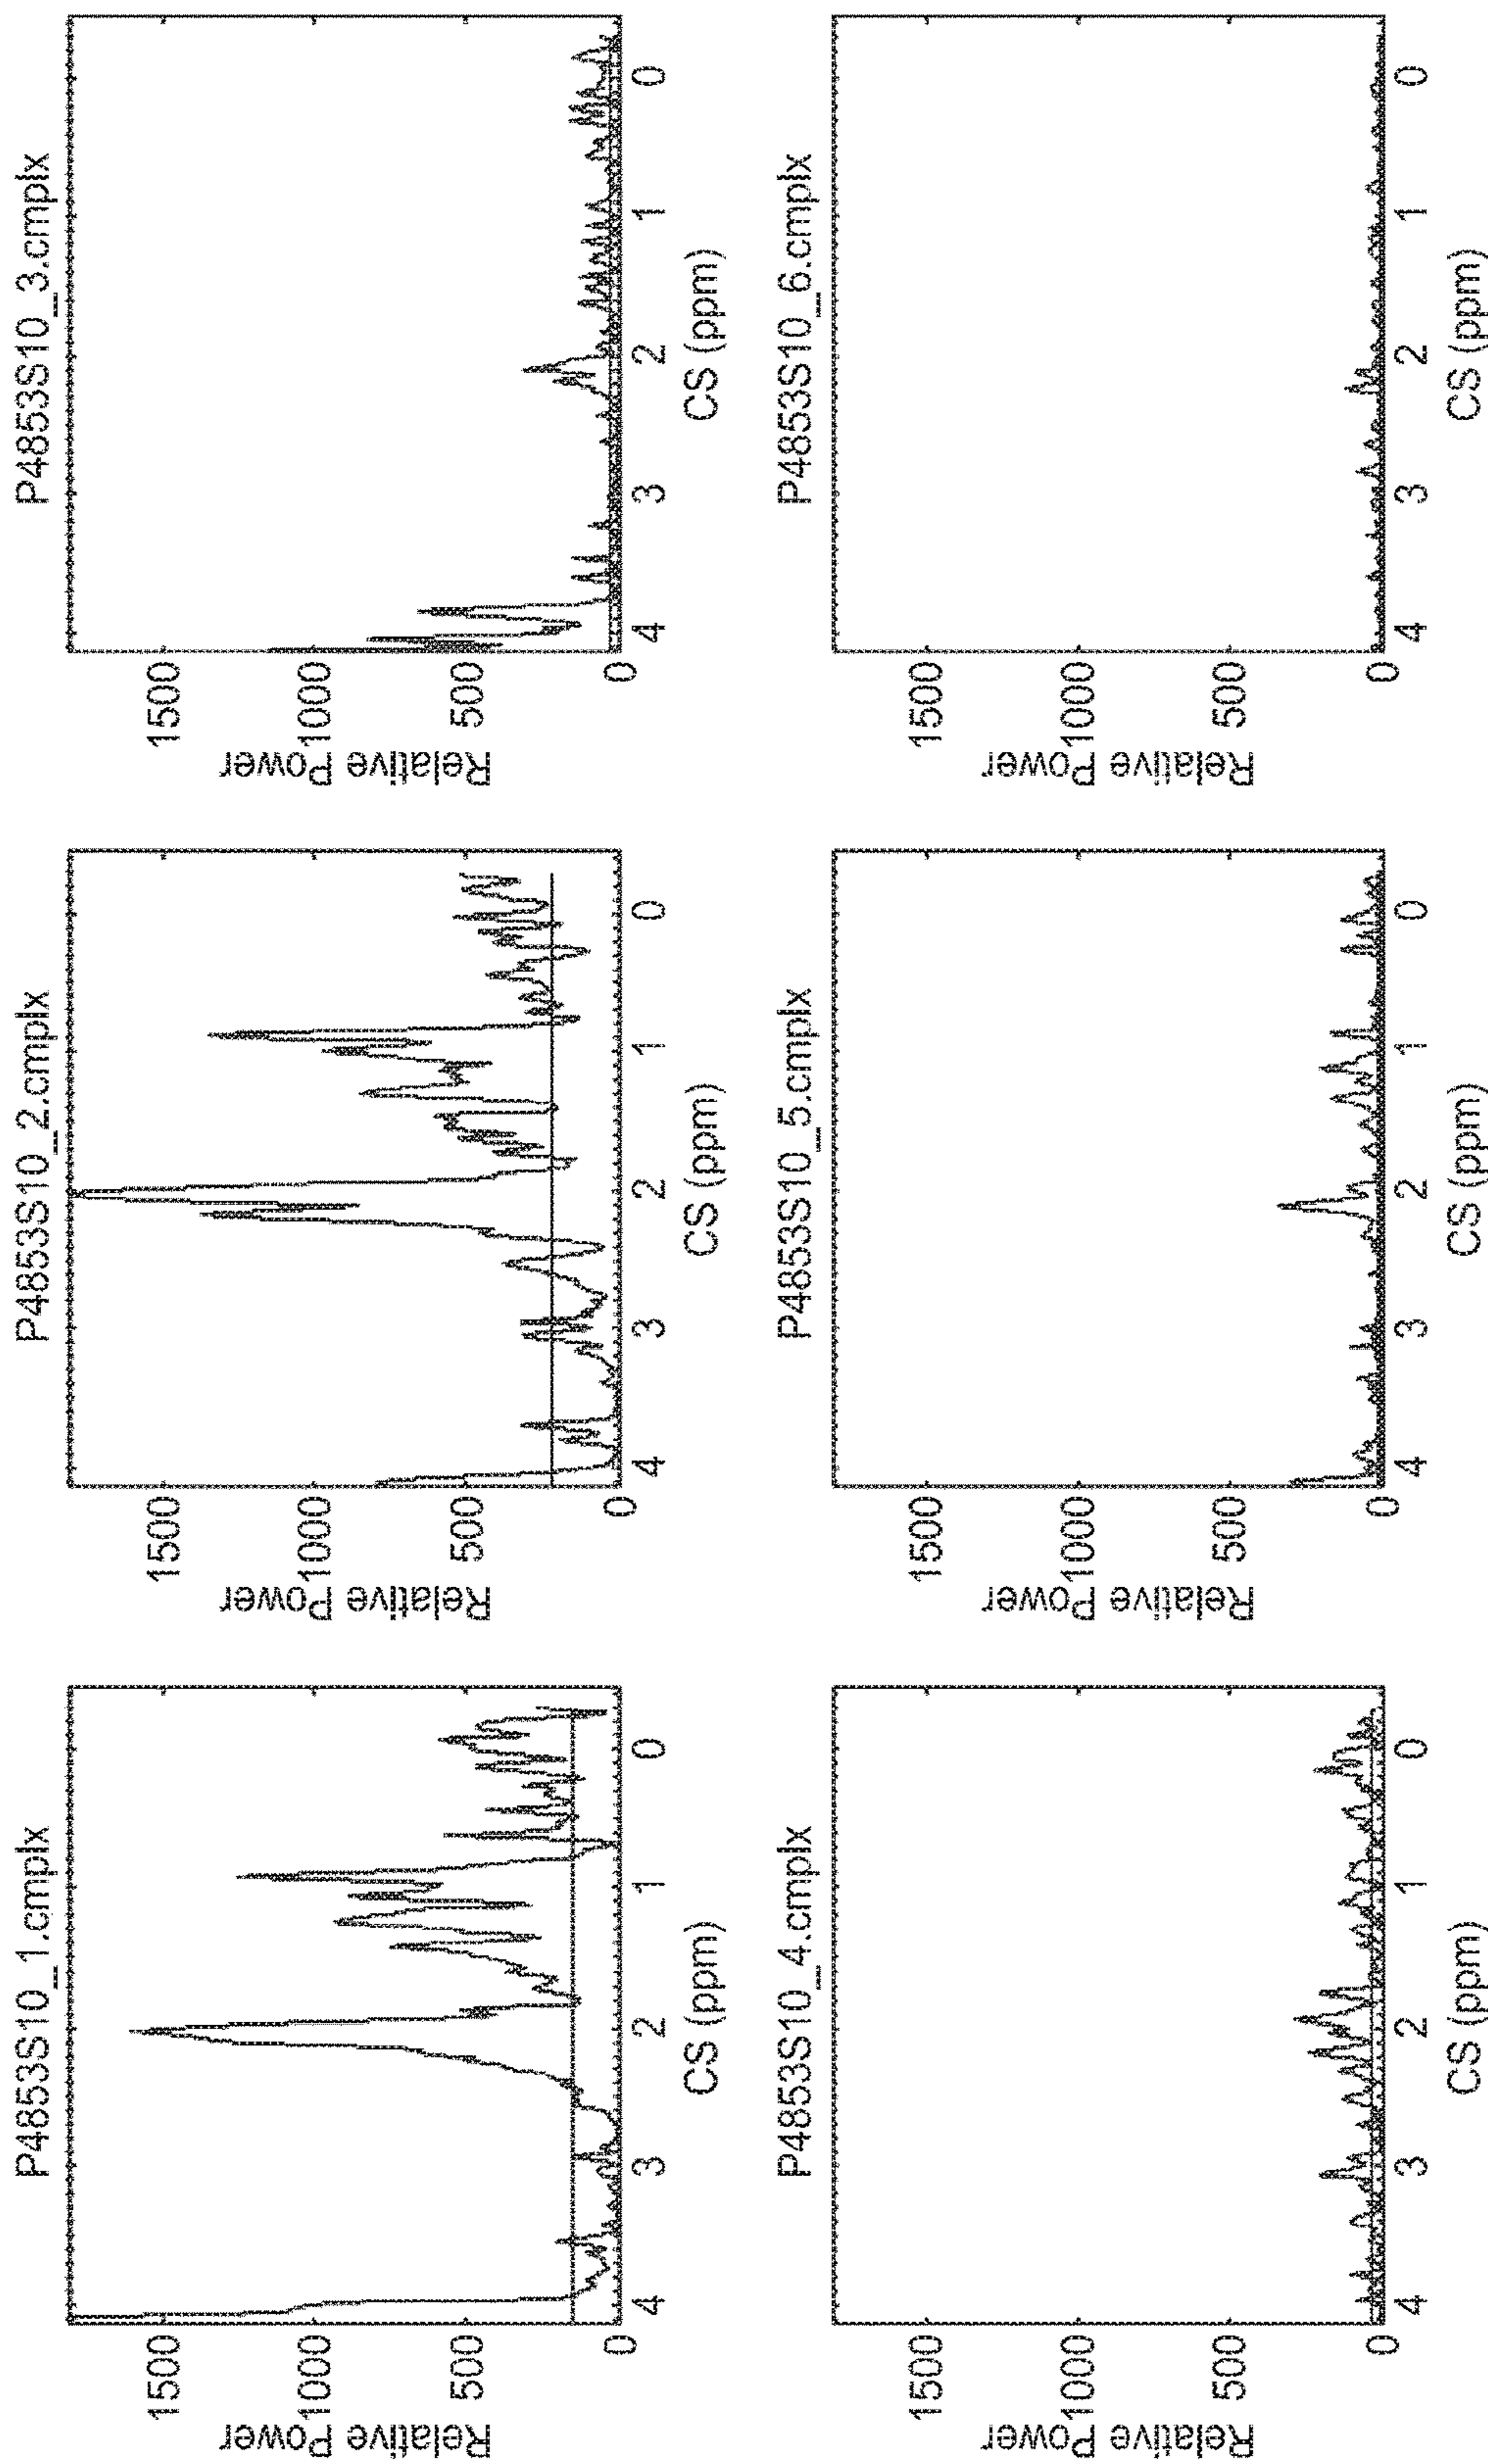 P4853S10_1.cmplx
Relative Power
1500
1000
500
0
4 3 2 1 0
CS (ppm)
P4853S10_2.cmplx
Relative Power
1500
1000
500
0
4 3 2 1 0
CS (ppm)
P4853S10_3.cmplx
Relative Power
1500
1000
500
0
4 3 2 1 0
CS (ppm)
P4853S10_4.cmplx
Relative Power
1500
1000
500
0
4 3 2 1 0
CS (ppm)
P4853S10_5.cmplx
Relative Power
1500
1000
500
0
4 3 2 1 0
CS (ppm)
P4853S10_6.cmplx
Relative Power
1500
1000
500
0
4 3 2 1 0
CS (ppm)